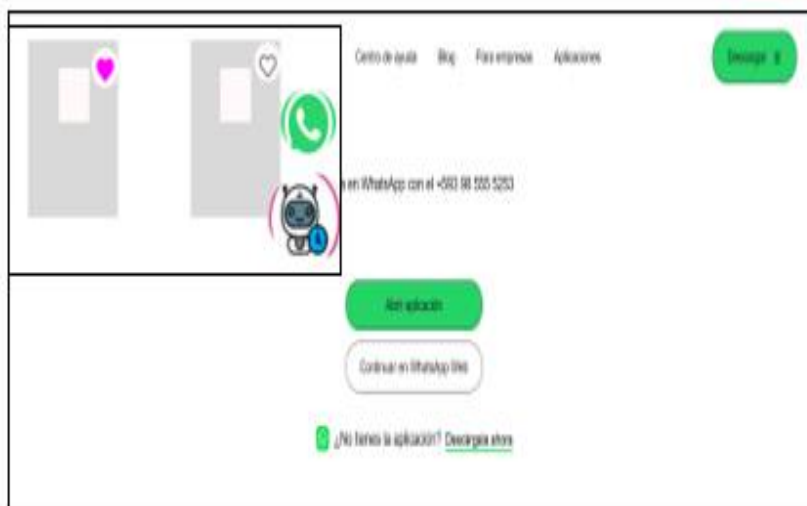 Centro de ayuda Blog Para empresas Aplicaciones Descargar
en WhatsApp con el +593 98 555 5253
Abrir aplicación
Continuar en WhatsApp Web
¿No tienes la aplicación? Descárgala ahora